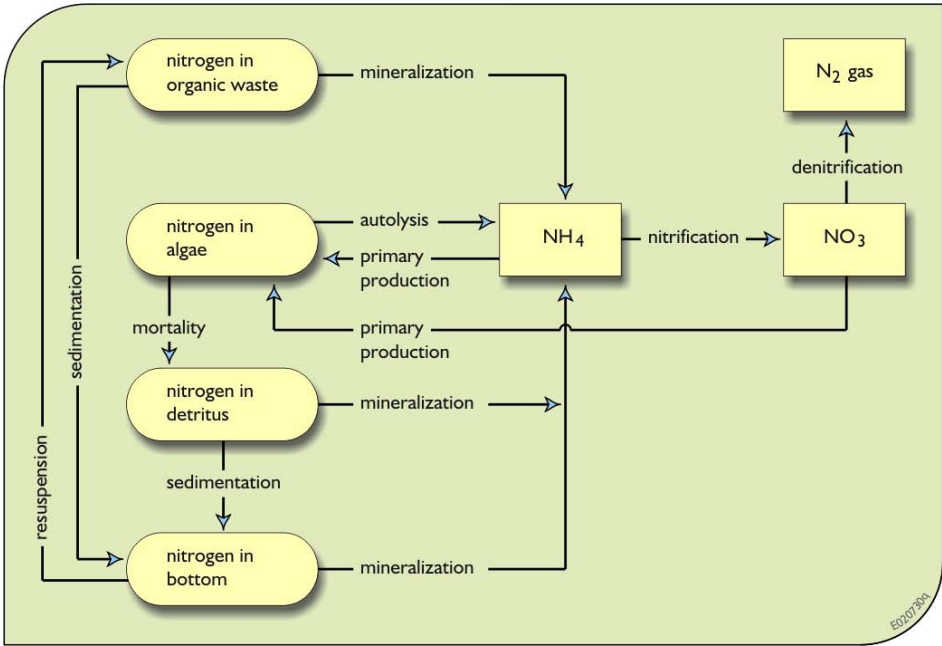 nitrogen in
organic waste
mineralization
N₂ gas
denitrification
nitrogen in
algae
autolysis
primary
production
NH₄
nitrification
NO₃
primary
production
mortality
sedimentation
resuspension
nitrogen in
detritus
mineralization
sedimentation
nitrogen in
bottom
mineralization
E020730q